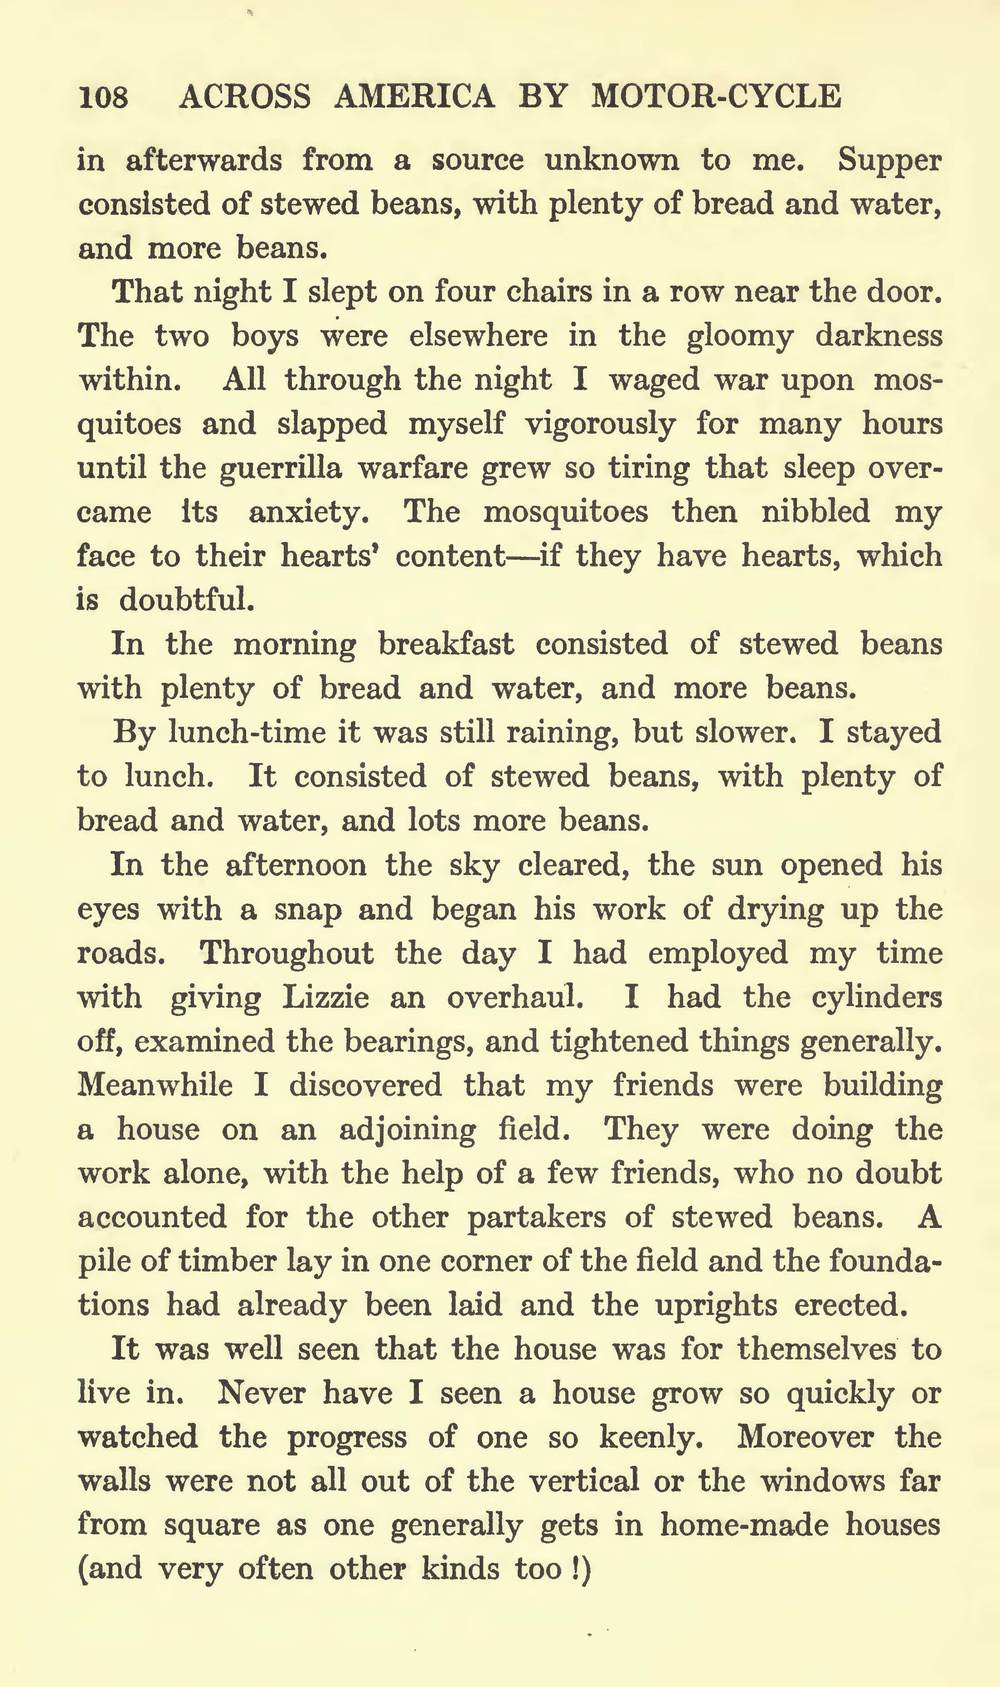 108 ACROSS AMERICA BY MOTOR-CYCLE
in afterwards from a source unknown to me. Supper
consisted of stewed beans, with plenty of bread and water,
and more beans.
That night I slept on four chairs in a row near the door.
The two boys were elsewhere in the gloomy darkness
within. All through the night I waged war upon mos-
quitoes and slapped myself vigorously for many hours
until the guerrilla warfare grew so tiring that sleep over-
came its anxiety. The mosquitoes then nibbled my
face to their hearts' content—if they have hearts, which
is doubtful.
In the morning breakfast consisted of stewed beans
with plenty of bread and water, and more beans.
By lunch-time it was still raining, but slower. I stayed
to lunch. It consisted of stewed beans, with plenty of
bread and water, and lots more beans.
In the afternoon the sky cleared, the sun opened his
eyes with a snap and began his work of drying up the
roads. Throughout the day I had employed my time
with giving Lizzie an overhaul. I had the cylinders
off, examined the bearings, and tightened things generally.
Meanwhile I discovered that my friends were building
a house on an adjoining field. They were doing the
work alone, with the help of a few friends, who no doubt
accounted for the other partakers of stewed beans. A
pile of timber lay in one corner of the field and the founda-
tions had already been laid and the uprights erected.
It was well seen that the house was for themselves to
live in. Never have I seen a house grow so quickly or
watched the progress of one so keenly. Moreover the
walls were not all out of the vertical or the windows far
from square as one generally gets in home-made houses
(and very often other kinds too !)